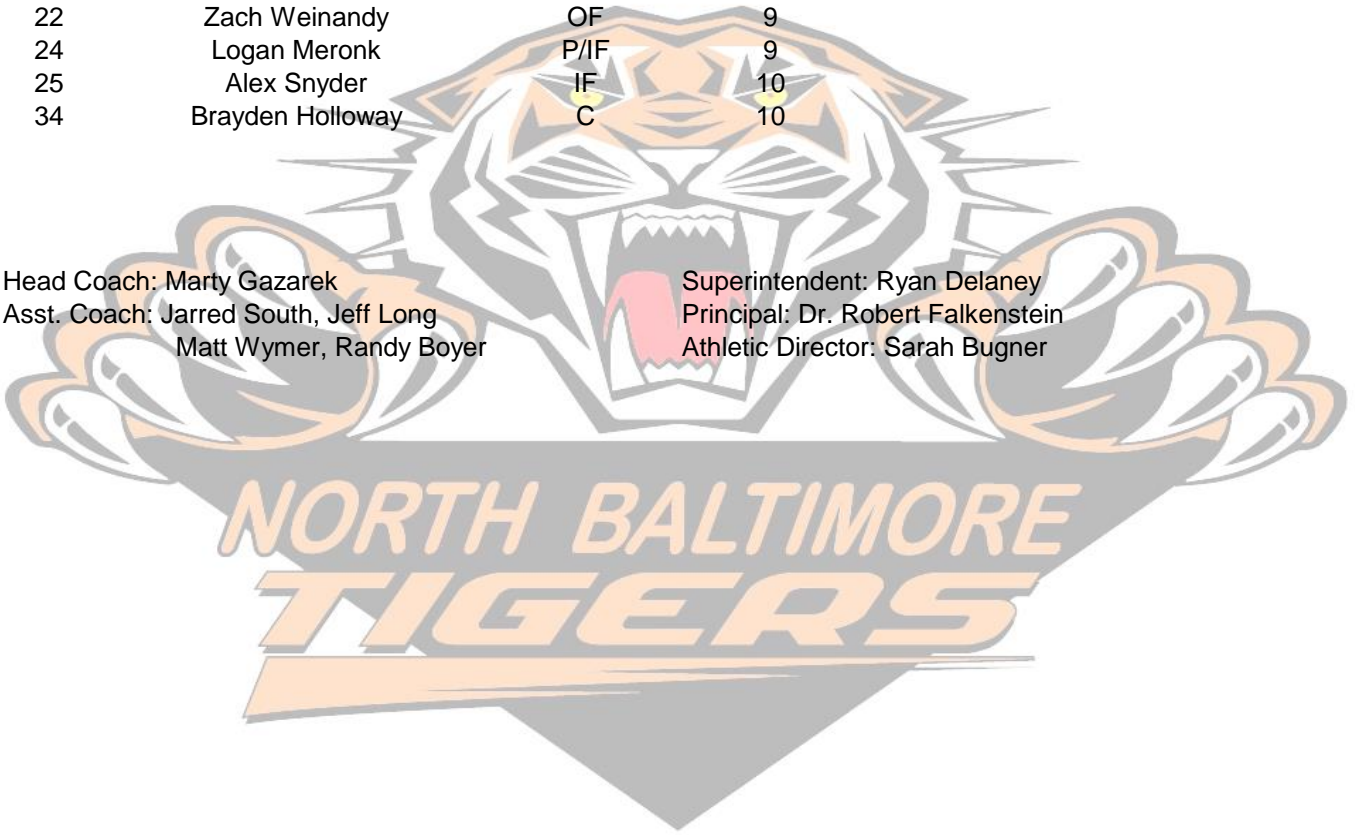 22 Zach Weinandy OF 9
24 Logan Meronk P/IF 9
25 Alex Snyder IF 10
34 Brayden Holloway C 10
Head Coach: Marty Gazarek Superintendent: Ryan Delaney
Asst. Coach: Jarred South, Jeff Long Principal: Dr. Robert Falkenstein
Matt Wymer, Randy Boyer Athletic Director: Sarah Bugner
NORTH BALTIMORE
TIGERS